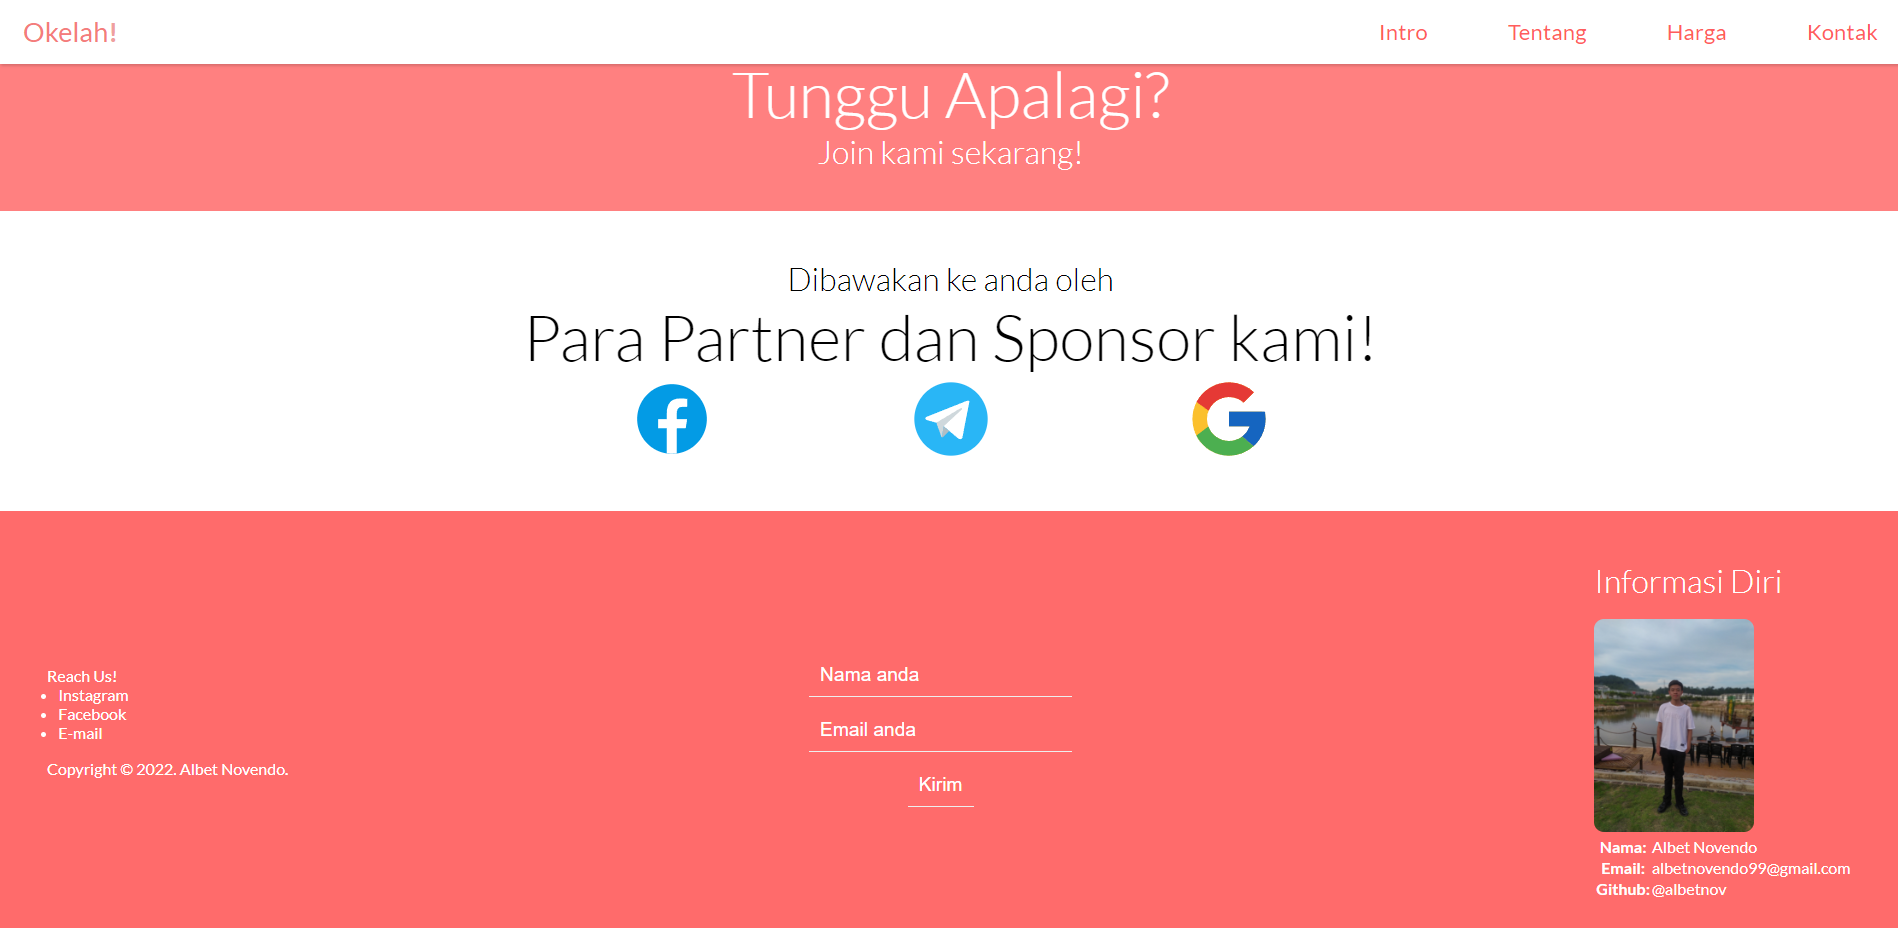 Okelah!
Intro
Tentang
Harga
Kontak
Tunggu Apalagi?
Join kami sekarang!
Dibawakan ke anda oleh
Para Partner dan Sponsor kami!
Reach Us!
Instagram
Facebook
E-mail
Copyright © 2022. Albet Novendo.
Nama anda
Email anda
Kirim
Informasi Diri
Nama: Albet Novendo
Email: albetnovendo99@gmail.com
Github: @albetnov